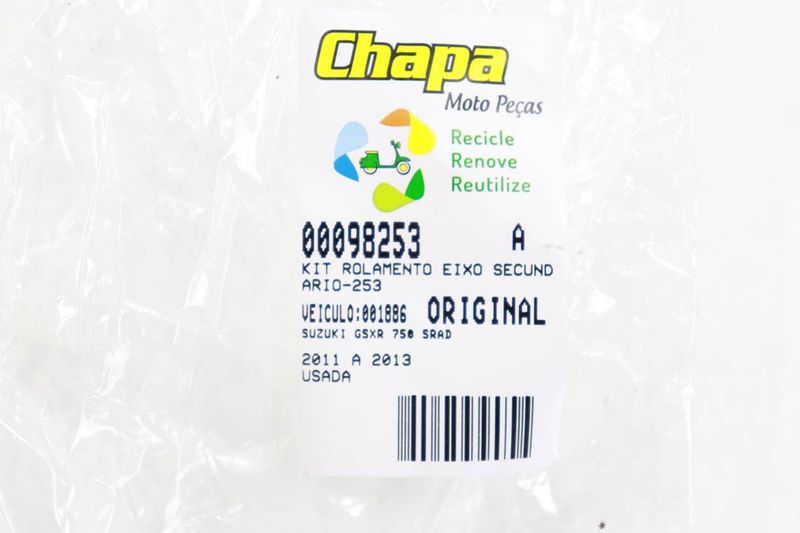 Chapa
Moto Peças
Recicle
Renove
Reutilize
00098253 A
KIT ROLAMENTO EIXO SECUND
ARIO-253
VEICULO:001886 ORIGINAL
SUZUKI GSXR 750 SRAD
2011 A 2013
USADA